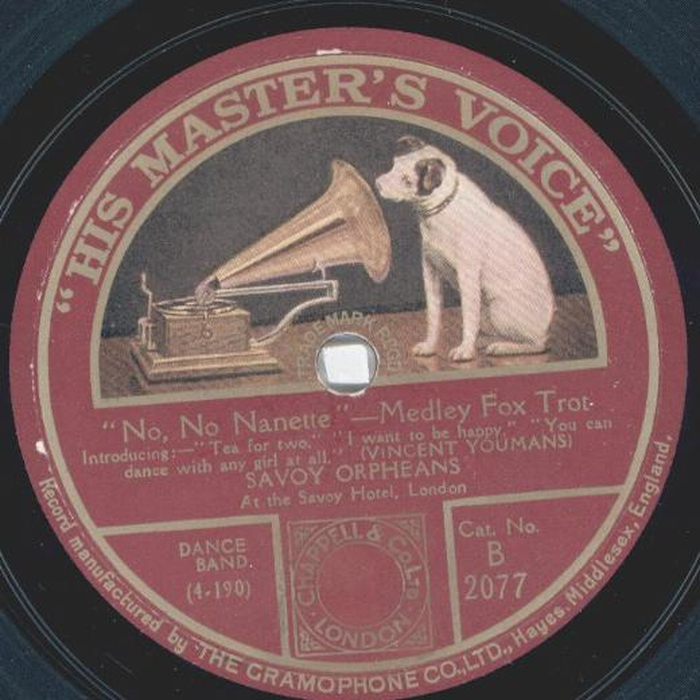 "HIS MASTER'S VOICE"
TRADE MARK REGD
"No, No Nanette"—Medley Fox Trot
Introducing:—"Tea for two," "I want to be happy," "You can
dance with any girl at all." (VINCENT YOUMANS)
SAVOY ORPHEANS
At the Savoy Hotel, London
DANCE
BAND.
(4-190)
CHAPPELL & Co LTD
LONDON
Cat. No.
B
2077
Record manufactured by THE GRAMOPHONE CO., LTD., Hayes, Middlesex, England.